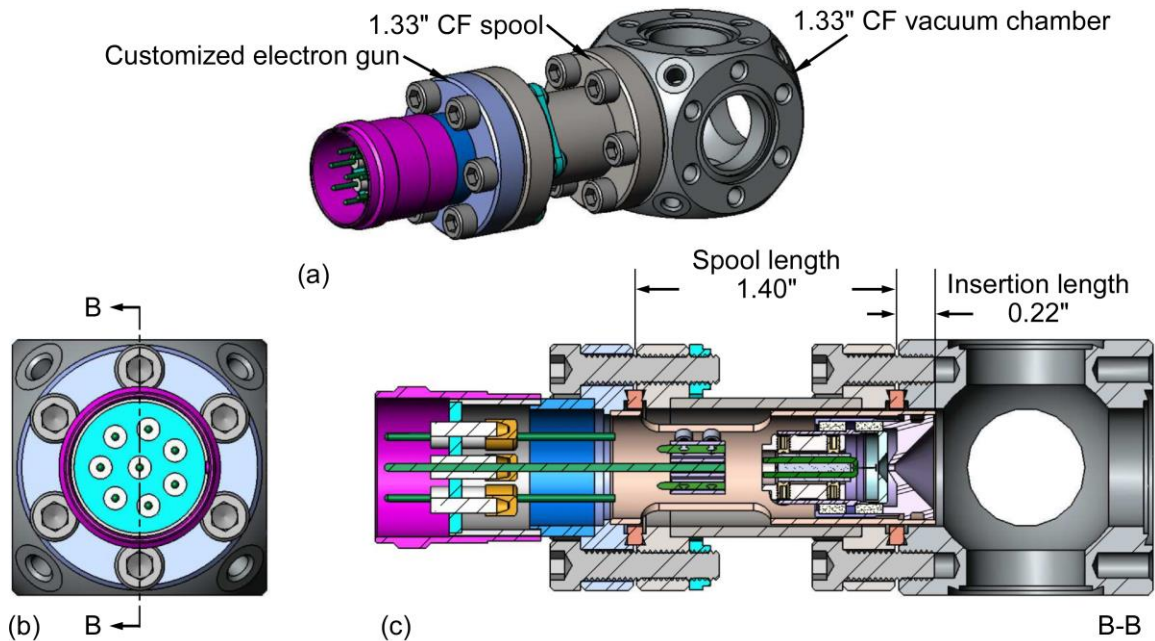 1.33" CF spool
1.33" CF vacuum chamber
Customized electron gun
(a)
Spool length
1.40"
Insertion length
0.22"
B
B
(b)
(c)
B-B